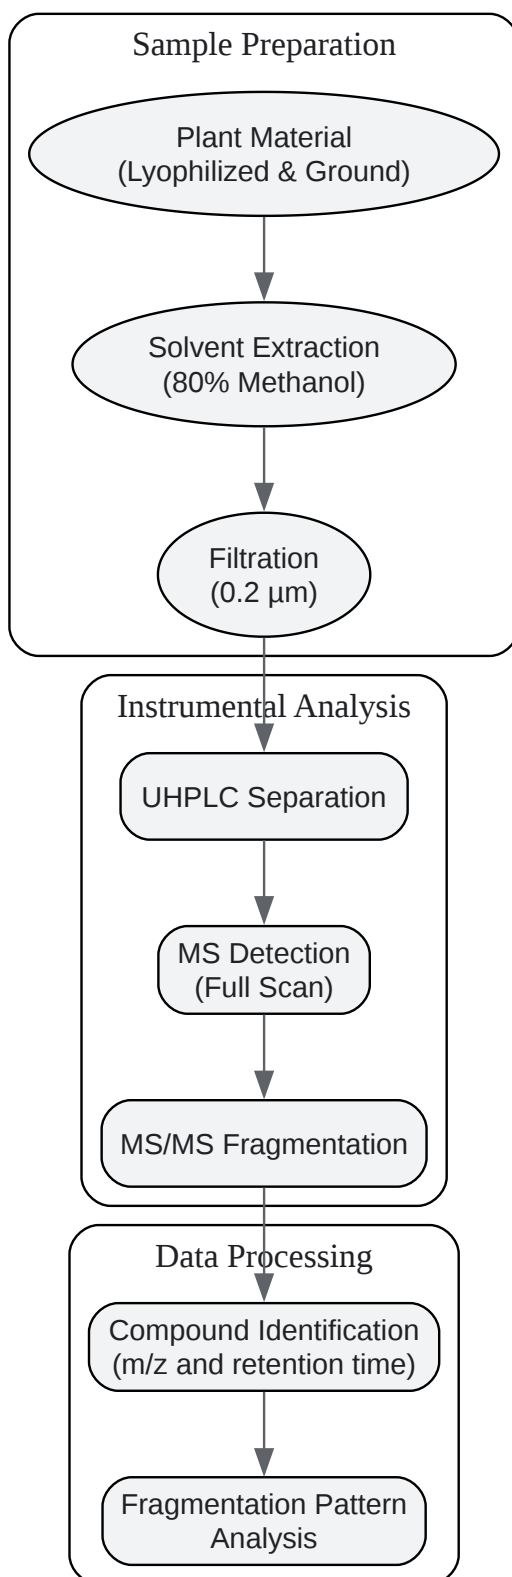 Sample Preparation
Plant Material
(Lyophilized & Ground)
Solvent Extraction
(80% Methanol)
Filtration
(0.2 µm)
Instrumental Analysis
UHPLC Separation
MS Detection
(Full Scan)
MS/MS Fragmentation
Data Processing
Compound Identification
(m/z and retention time)
Fragmentation Pattern
Analysis